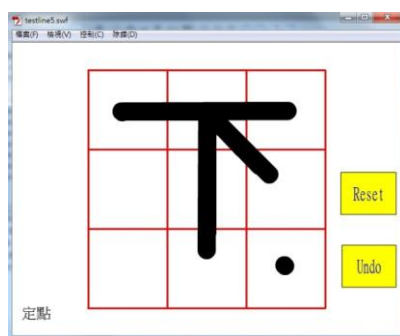 testline5.swf
檔案(F) 檢視(V) 控制(C) 除錯(D)
下
Reset
Undo
定點